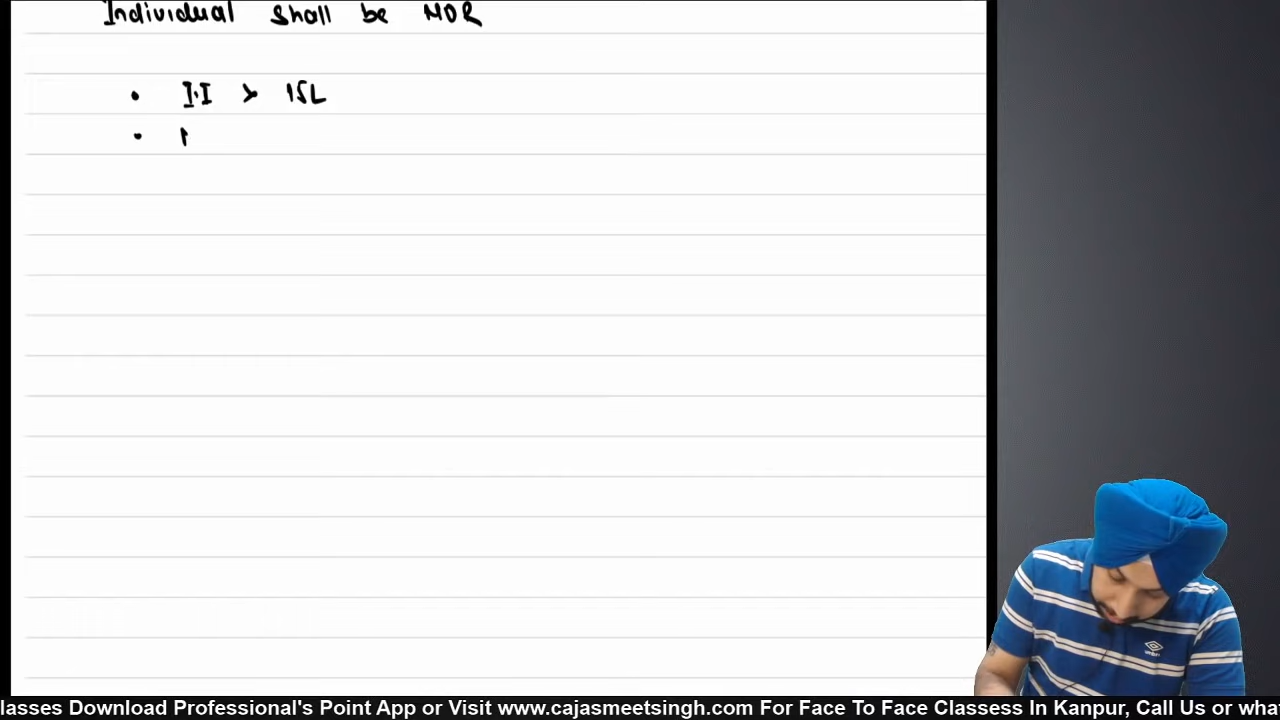 Individual shall be NOR
• I.I > 15L
•
lasses Download Professional's Point App or Visit www.cajasmeetsingh.com For Face To Face Classess In Kanpur, Call Us or wha